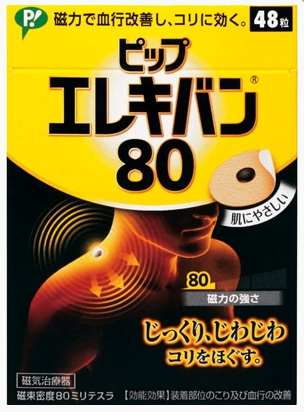 P!
磁力で血行改善し、コリに効く。
48粒
ピップ
エレキバン®
80
肌にやさしい
80
磁力の強さ
じっくり、じわじわ
コリをほぐす。
磁気治療器
磁束密度80ミリテスラ
【効能効果】装着部位のこり及び血行の改善